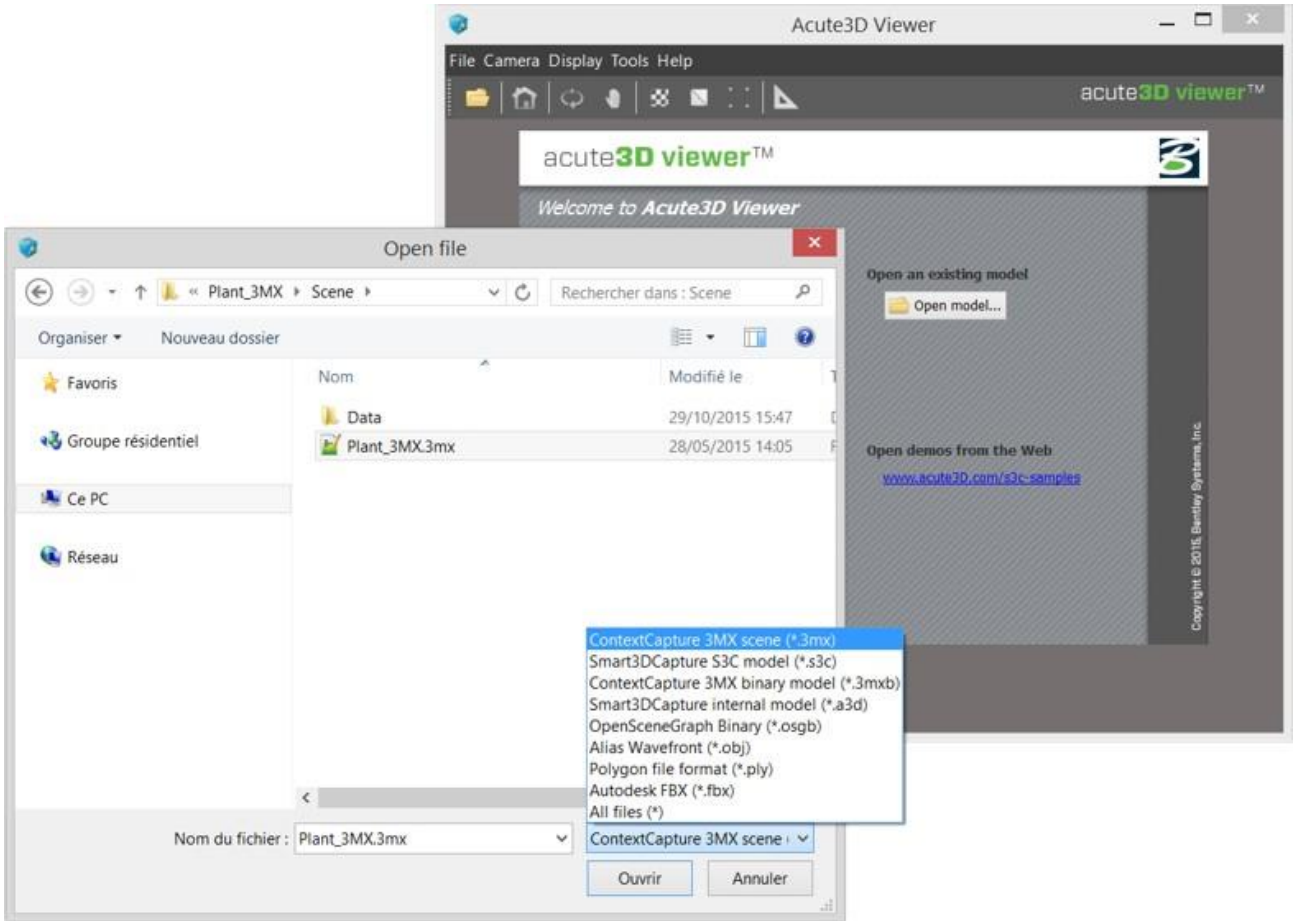 Acute3D Viewer
File Camera Display Tools Help
acute3D viewer™
acute3D viewer™
Welcome to Acute3D Viewer
Open an existing model
Open model...
Open demos from the Web
www.acute3D.com/s3c-samples
Copyright © 2015, Bentley Systems, Inc.
Open file
« Plant_3MX Scene
Rechercher dans : Scene
Organiser Nouveau dossier
Favoris
Groupe résidentiel
Ce PC
Réseau
Nom Modifié le
Data 29/10/2015 15:47
Plant_3MX.3mx 28/05/2015 14:05
ContextCapture 3MX scene (*.3mx)
Smart3DCapture S3C model (*.s3c)
ContextCapture 3MX binary model (*.3mxb)
Smart3DCapture internal model (*.a3d)
OpenSceneGraph Binary (*.osgb)
Alias Wavefront (*.obj)
Polygon file format (*.ply)
Autodesk FBX (*.fbx)
All files (*)
Nom du fichier : Plant_3MX.3mx ContextCapture 3MX scene
Ouvrir Annuler